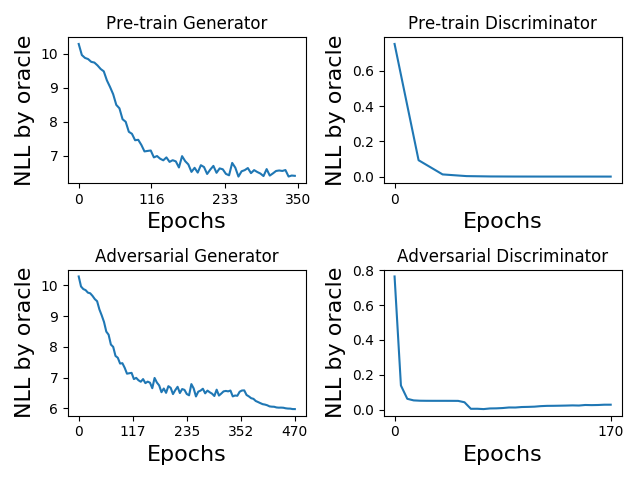 Pre-train Generator
NLL by oracle
10
9
8
7
0 116 233 350
Epochs
Pre-train Discriminator
NLL by oracle
0.6
0.4
0.2
0.0
0
Epochs
Adversarial Generator
NLL by oracle
10
9
8
7
6
0 117 235 352 470
Epochs
Adversarial Discriminator
NLL by oracle
0.8
0.6
0.4
0.2
0.0
0 170
Epochs